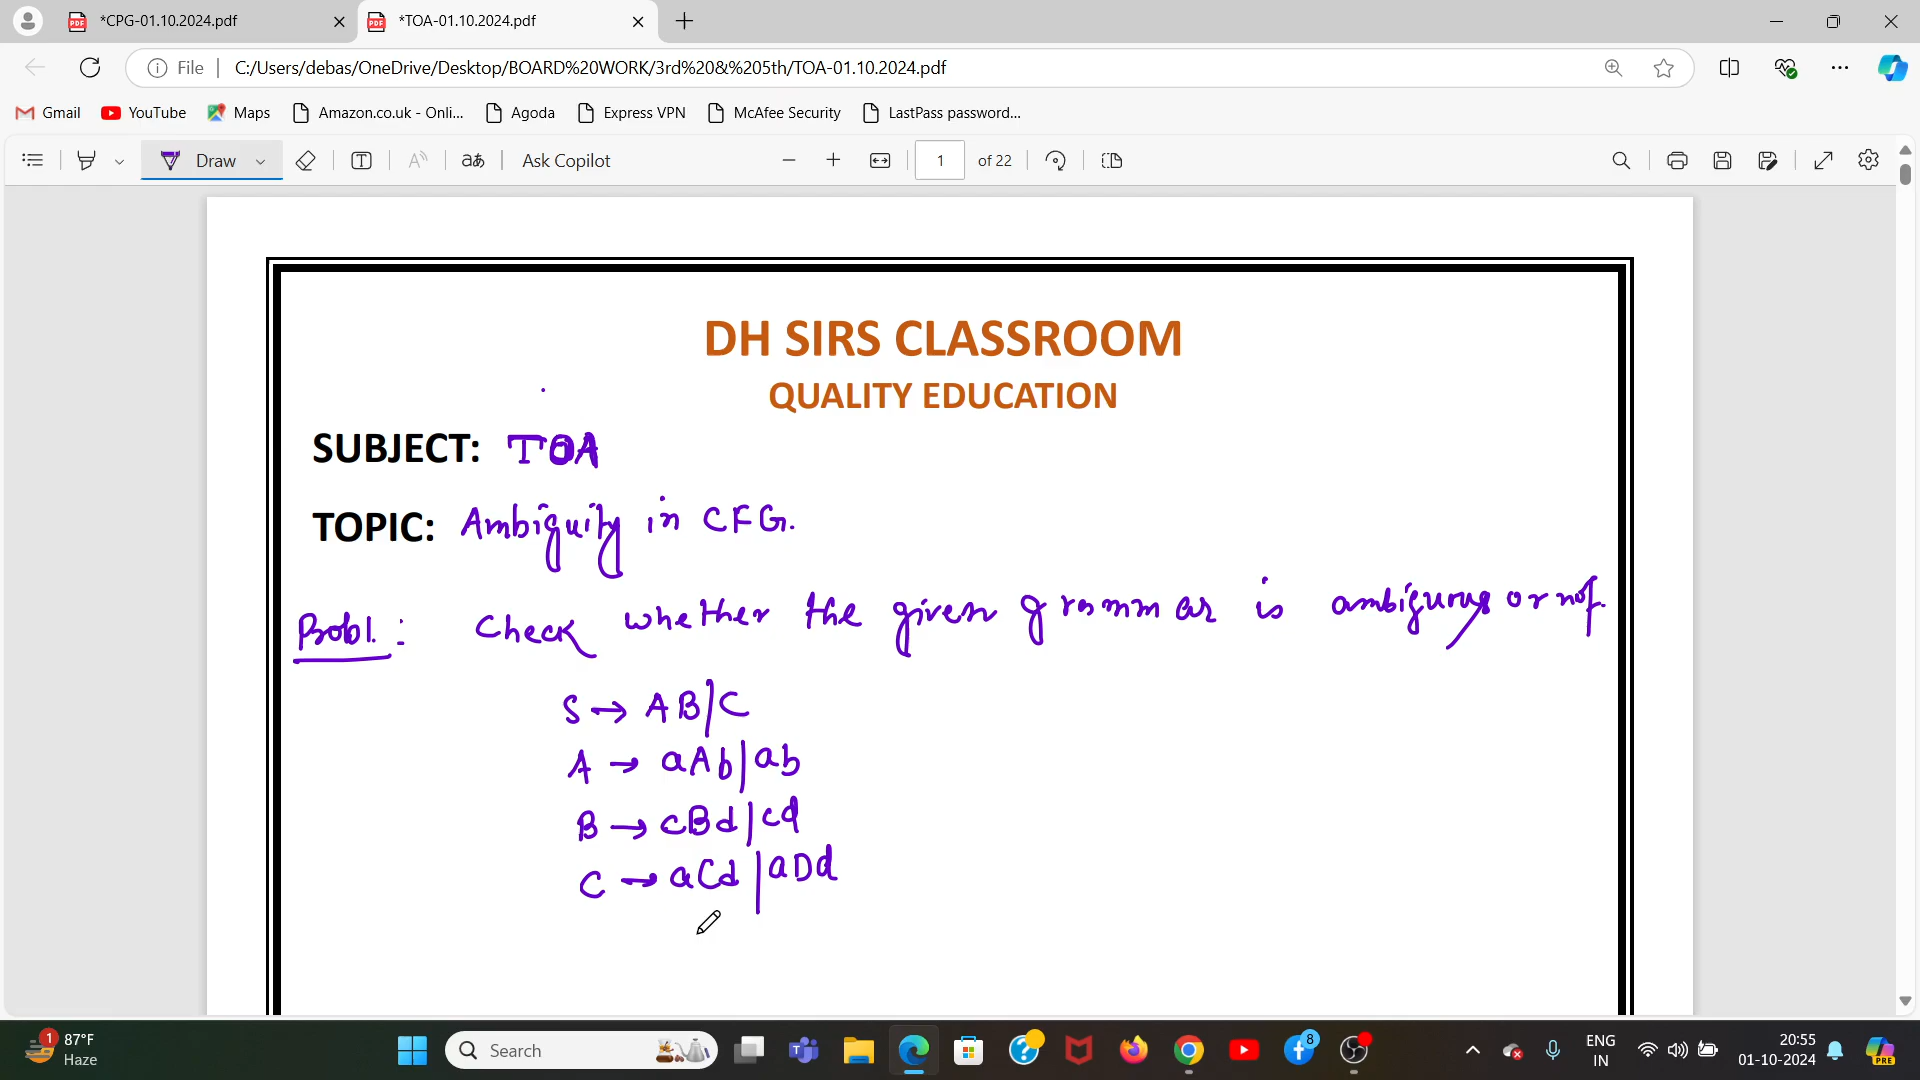 *CPG-01.10.2024.pdf
*TOA-01.10.2024.pdf
File | C:/Users/debas/OneDrive/Desktop/BOARD%20WORK/3rd%20&%205th/TOA-01.10.2024.pdf
Gmail YouTube Maps Amazon.co.uk - Onli... Agoda Express VPN McAfee Security LastPass password...
Draw Ask Copilot 1 of 22
DH SIRS CLASSROOM
QUALITY EDUCATION
SUBJECT: TOA
TOPIC: Ambiguity in CFG.
Probl.: Check whether the given grammar is ambiguous or not.
S → AB|C
A → aAb|ab
B → cBd|cd
C → aCd|aDd
1 87°F
Haze
Search
8
ENG
IN
20:55
01-10-2024
PRE